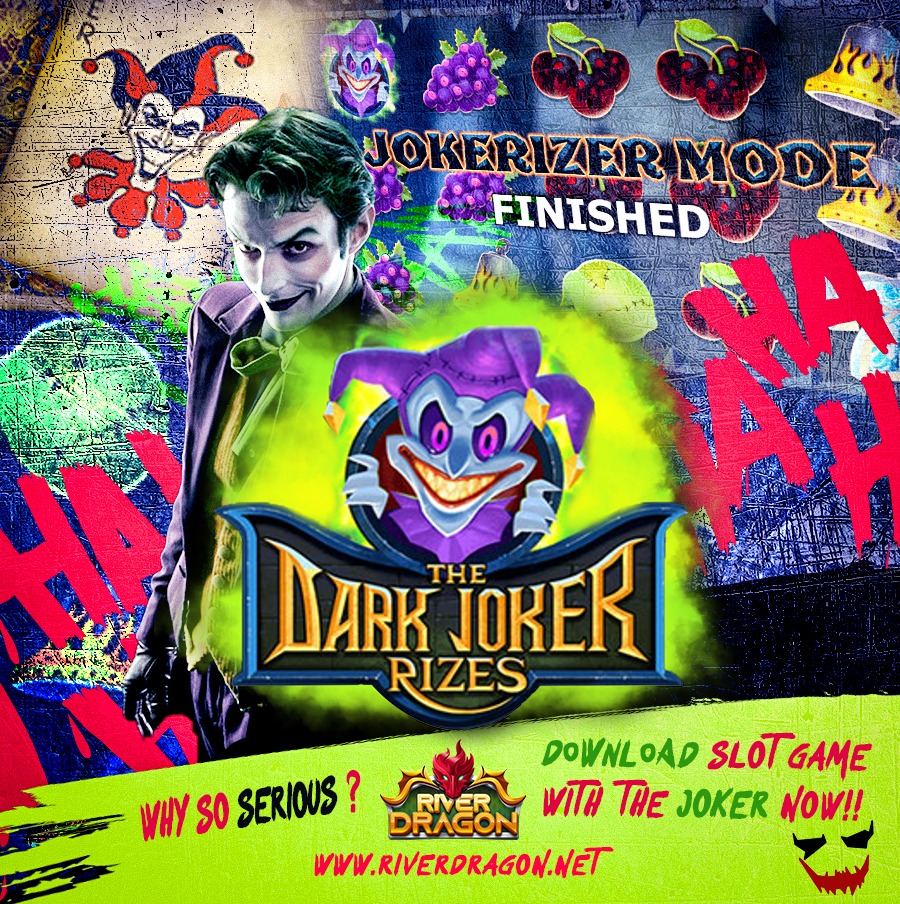 JOKERIZER MODE
FINISHED
HA
HA
HA
HA
THE
DARK JOKER
RIZES
DOWNLOAD SLOT GAME
WITH THE JOKER NOW!!
WHY SO SERIOUS ?
RIVER
DRAGON
WWW.RIVERDRAGON.NET